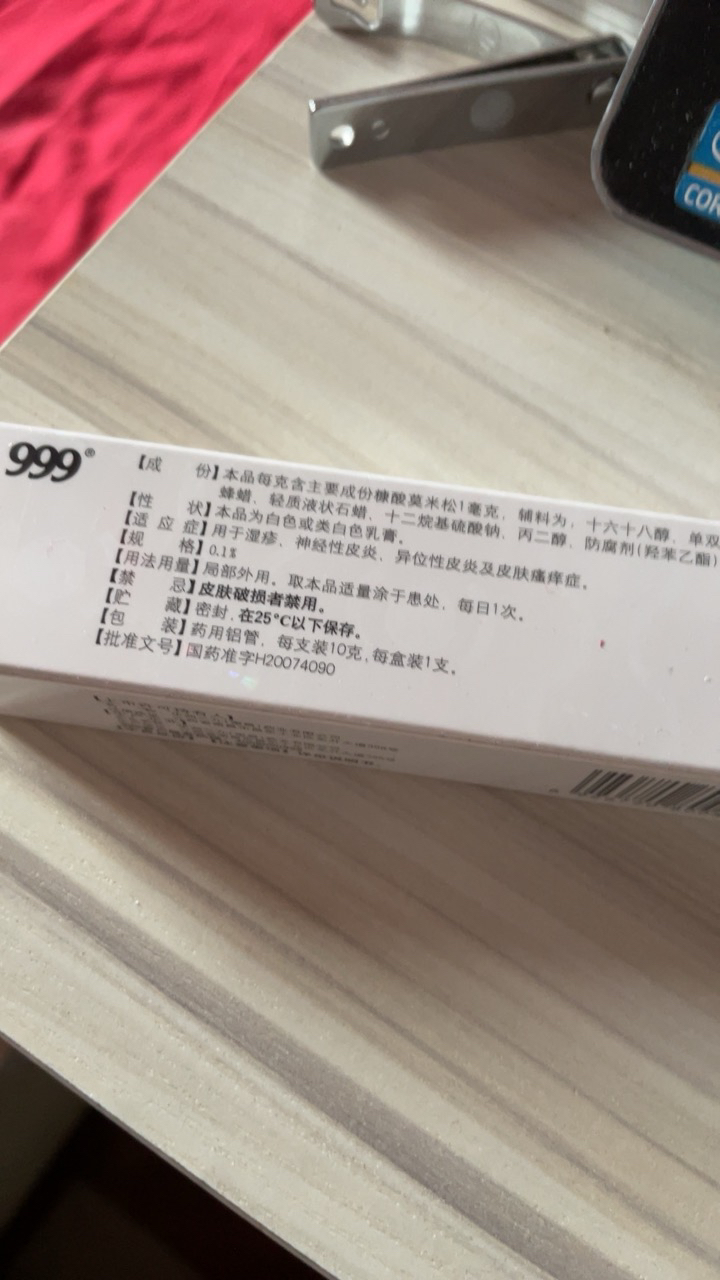 999®
【成份】本品每克含主要成份糠酸莫米松1毫克，辅料为，十六十八醇、单双
蜂蜡、轻质液状石蜡、十二烷基硫酸钠、丙二醇、防腐剂(羟苯乙酯)
【性状】本品为白色或类白色乳膏。
【适应症】用于湿疹、神经性皮炎、异位性皮炎及皮肤瘙痒症。
【规格】0.1%
【用法用量】局部外用。取本品适量涂于患处，每日1次。
【禁忌】皮肤破损者禁用。
【贮藏】密封,在25℃以下保存。
【包装】药用铝管，每支装10克,每盒装1支。
【批准文号】国药准字H20074090
COR